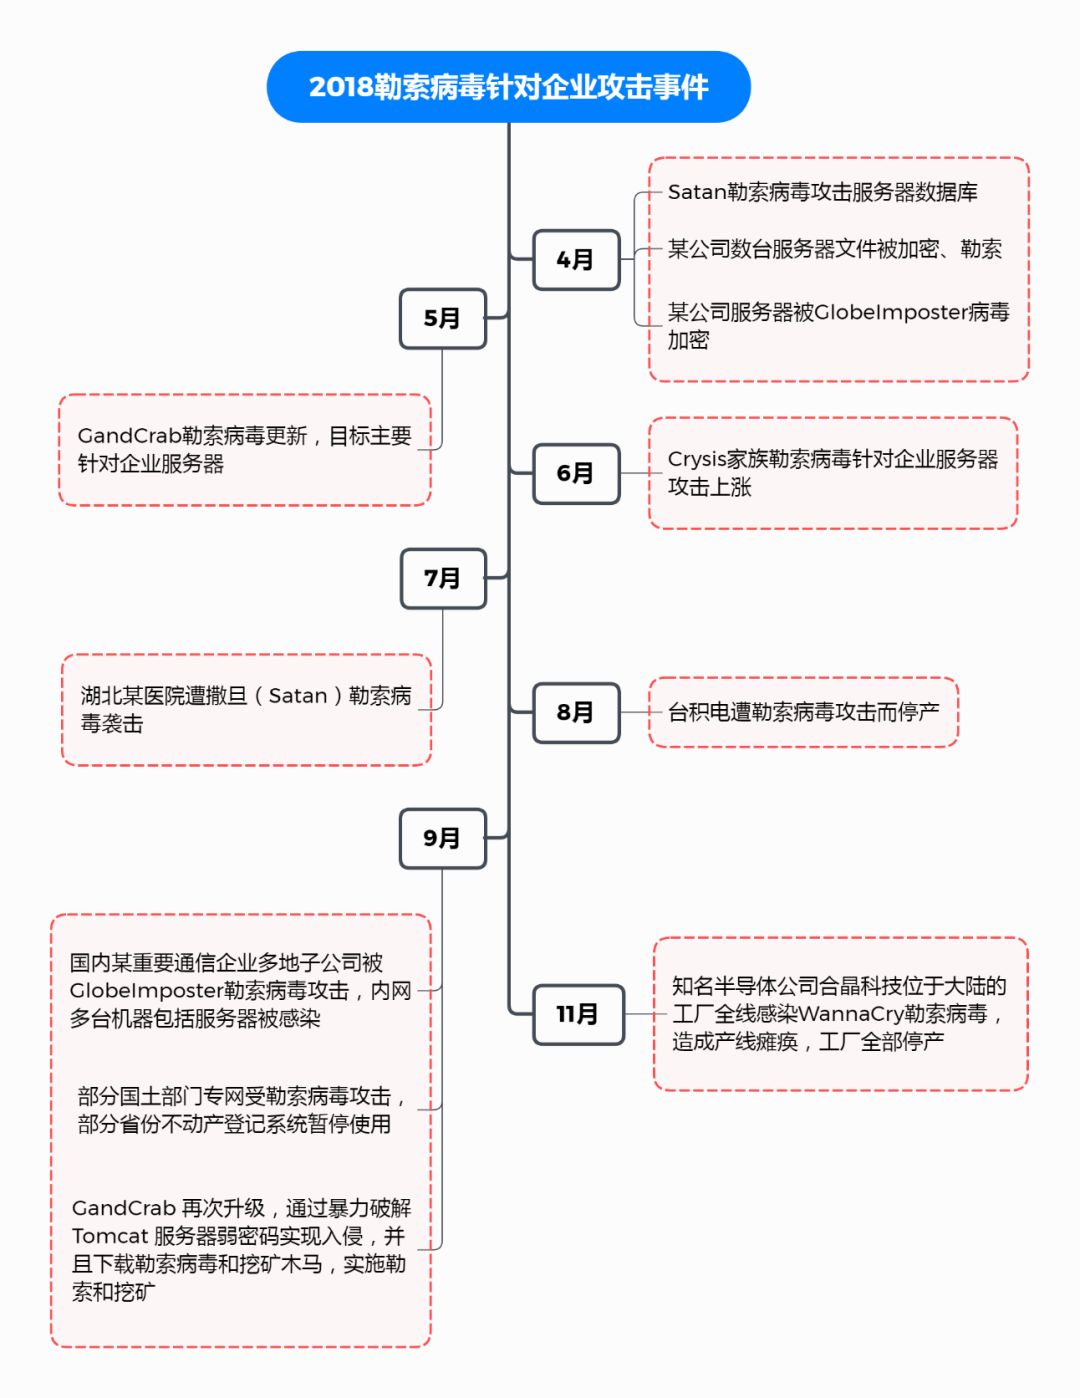 2018勒索病毒针对企业攻击事件
4月
Satan勒索病毒攻击服务器数据库
某公司数台服务器文件被加密、勒索
某公司服务器被GlobeImposter病毒
加密
5月
GandCrab勒索病毒更新，目标主要
针对企业服务器
6月
Crysis家族勒索病毒针对企业服务器
攻击上涨
7月
湖北某医院遭撒旦（Satan）勒索病
毒袭击
8月
台积电遭勒索病毒攻击而停产
9月
国内某重要通信企业多地子公司被
GlobeImposter勒索病毒攻击，内网
多台机器包括服务器被感染
部分国土部门专网受勒索病毒攻击，
部分省份不动产登记系统暂停使用
GandCrab 再次升级，通过暴力破解
Tomcat 服务器弱密码实现入侵，并
且下载勒索病毒和挖矿木马，实施勒
索和挖矿
11月
知名半导体公司合晶科技位于大陆的
工厂全线感染WannaCry勒索病毒，
造成产线瘫痪，工厂全部停产